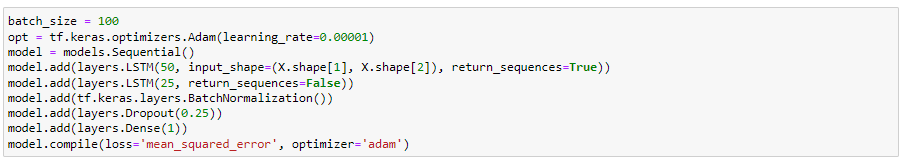 batch_size = 100
opt = tf.keras.optimizers.Adam(learning_rate=0.00001)
model = models.Sequential()
model.add(layers.LSTM(50, input_shape=(X.shape[1], X.shape[2]), return_sequences=True))
model.add(layers.LSTM(25, return_sequences=False))
model.add(tf.keras.layers.BatchNormalization())
model.add(layers.Dropout(0.25))
model.add(layers.Dense(1))
model.compile(loss='mean_squared_error', optimizer='adam')